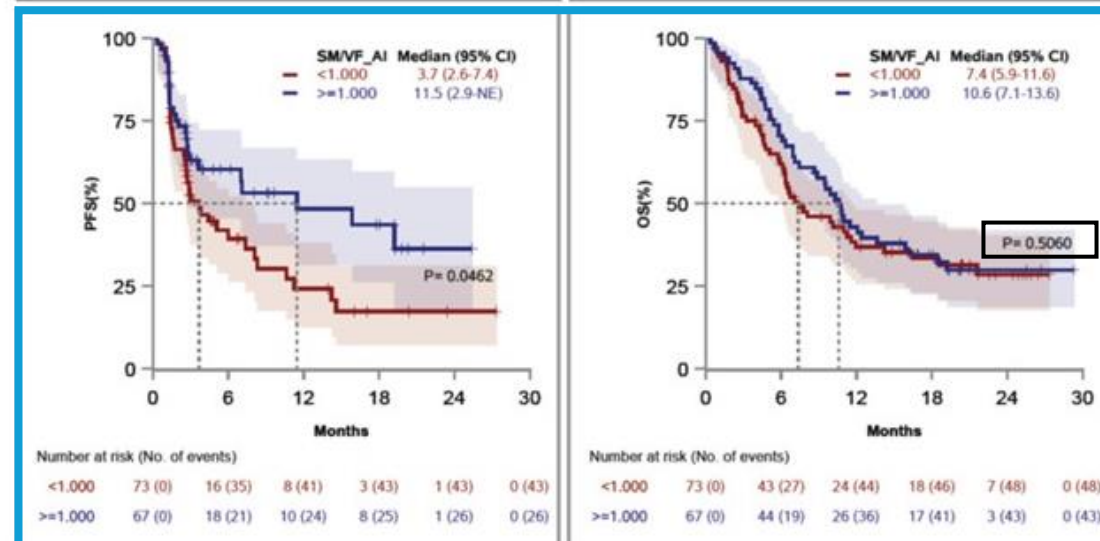 100
75
50
25
0
PFS(%)
SM/VF_AI Median (95% CI)
<1.000 3.7 (2.6-7.4)
>=1.000 11.5 (2.9-NE)
P= 0.0462
0 6 12 18 24 30
Months
Number at risk (No. of events)
<1.000 73 (0) 16 (35) 8 (41) 3 (43) 1 (43) 0 (43)
>=1.000 67 (0) 18 (21) 10 (24) 8 (25) 1 (26) 0 (26)
100
75
50
25
0
OS(%)
SM/VF_AI Median (95% CI)
<1.000 7.4 (5.9-11.6)
>=1.000 10.6 (7.1-13.6)
P= 0.5060
0 6 12 18 24 30
Months
Number at risk (No. of events)
<1.000 73 (0) 43 (27) 24 (44) 18 (46) 7 (48) 0 (48)
>=1.000 67 (0) 44 (19) 26 (36) 17 (41) 3 (43) 0 (43)